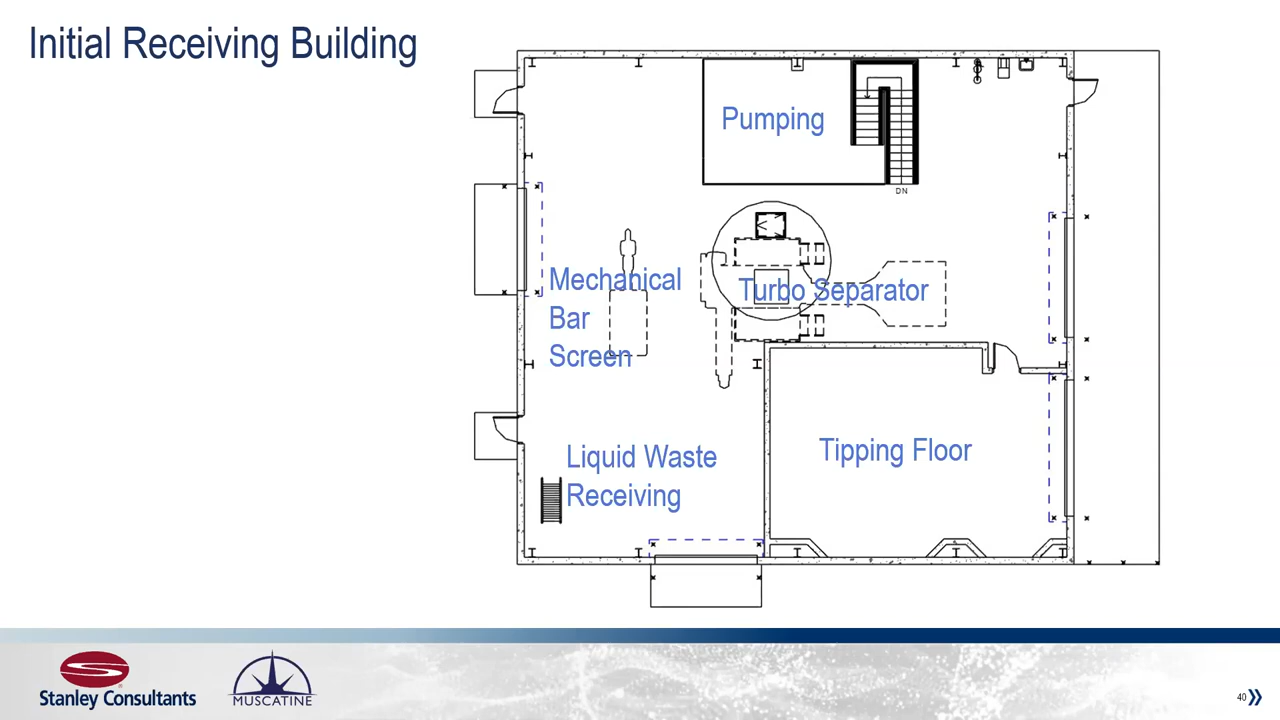 Initial Receiving Building
Pumping
DN
Mechanical
Bar
Screen
Turbo Separator
Liquid Waste
Receiving
Tipping Floor
Stanley Consultants
MUSCATINE
40